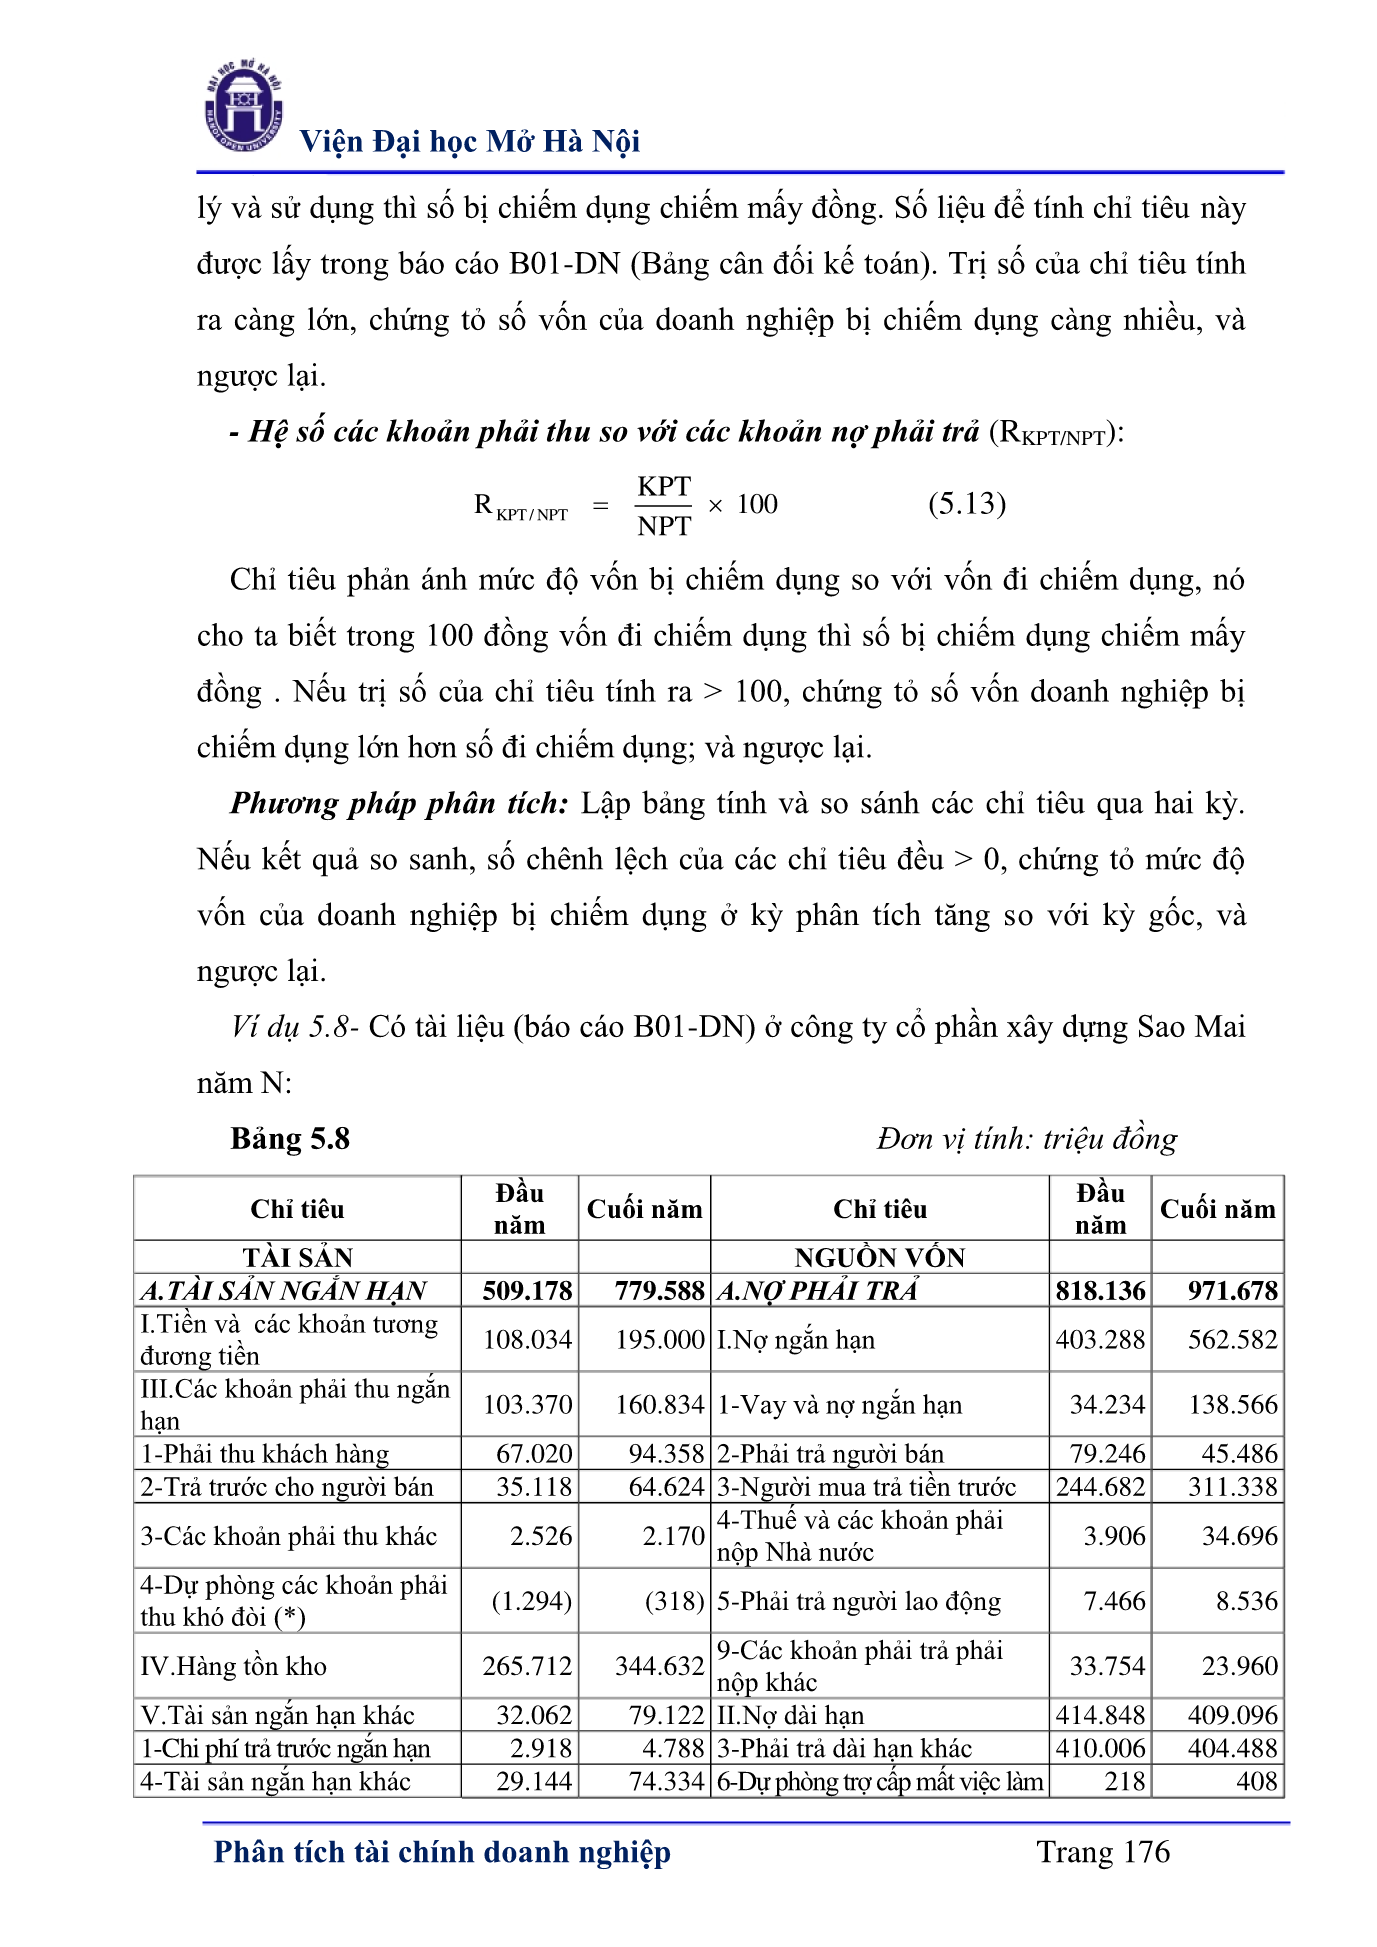 ĐẠI HỌC MỞ HÀ NỘI
HANOI OPEN UNIVERSITY
Viện Đại học Mở Hà Nội
lý và sử dụng thì số bị chiếm dụng chiếm mấy đồng. Số liệu để tính chỉ tiêu này
được lấy trong báo cáo B01-DN (Bảng cân đối kế toán). Trị số của chỉ tiêu tính
ra càng lớn, chứng tỏ số vốn của doanh nghiệp bị chiếm dụng càng nhiều, và
ngược lại.
- Hệ số các khoản phải thu so với các khoản nợ phải trả (RKPT/NPT):
R KPT/NPT = KPT / NPT × 100 (5.13)
Chỉ tiêu phản ánh mức độ vốn bị chiếm dụng so với vốn đi chiếm dụng, nó
cho ta biết trong 100 đồng vốn đi chiếm dụng thì số bị chiếm dụng chiếm mấy
đồng . Nếu trị số của chỉ tiêu tính ra > 100, chứng tỏ số vốn doanh nghiệp bị
chiếm dụng lớn hơn số đi chiếm dụng; và ngược lại.
Phương pháp phân tích: Lập bảng tính và so sánh các chỉ tiêu qua hai kỳ.
Nếu kết quả so sanh, số chênh lệch của các chỉ tiêu đều > 0, chứng tỏ mức độ
vốn của doanh nghiệp bị chiếm dụng ở kỳ phân tích tăng so với kỳ gốc, và
ngược lại.
Ví dụ 5.8- Có tài liệu (báo cáo B01-DN) ở công ty cổ phần xây dựng Sao Mai
năm N:
Bảng 5.8 Đơn vị tính: triệu đồng
Chỉ tiêu Đầu năm Cuối năm Chỉ tiêu Đầu năm Cuối năm
TÀI SẢN NGUỒN VỐN
A.TÀI SẢN NGẮN HẠN 509.178 779.588 A.NỢ PHẢI TRẢ 818.136 971.678
I.Tiền và các khoản tương đương tiền 108.034 195.000 I.Nợ ngắn hạn 403.288 562.582
III.Các khoản phải thu ngắn hạn 103.370 160.834 1-Vay và nợ ngắn hạn 34.234 138.566
1-Phải thu khách hàng 67.020 94.358 2-Phải trả người bán 79.246 45.486
2-Trả trước cho người bán 35.118 64.624 3-Người mua trả tiền trước 244.682 311.338
3-Các khoản phải thu khác 2.526 2.170 4-Thuế và các khoản phải nộp Nhà nước 3.906 34.696
4-Dự phòng các khoản phải thu khó đòi (*) (1.294) (318) 5-Phải trả người lao động 7.466 8.536
IV.Hàng tồn kho 265.712 344.632 9-Các khoản phải trả phải nộp khác 33.754 23.960
V.Tài sản ngắn hạn khác 32.062 79.122 II.Nợ dài hạn 414.848 409.096
1-Chi phí trả trước ngắn hạn 2.918 4.788 3-Phải trả dài hạn khác 410.006 404.488
4-Tài sản ngắn hạn khác 29.144 74.334 6-Dự phòng trợ cấp mất việc làm 218 408
Phân tích tài chính doanh nghiệp Trang 176